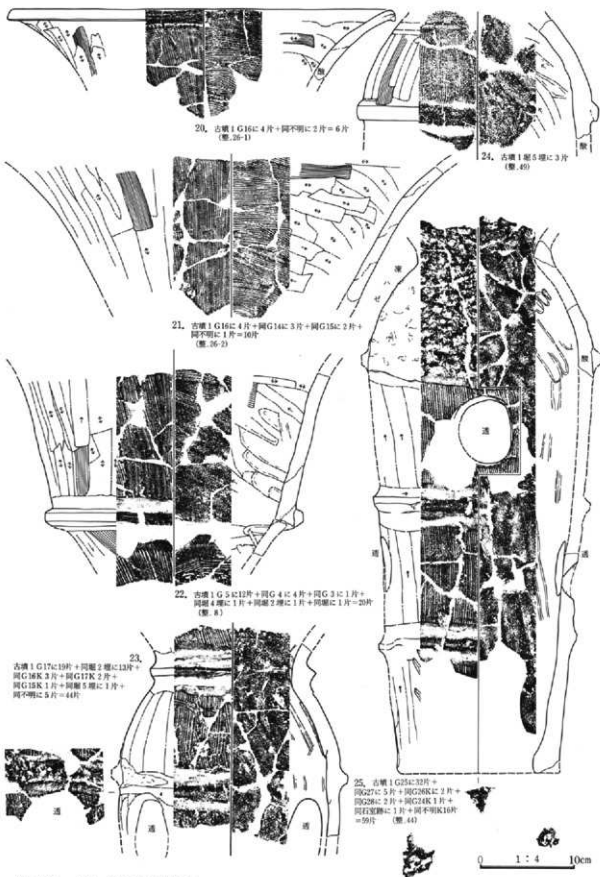 酸
20. 古墳1G16に4片+同不明に2片=6片
(整.26-1)
酸
24. 古墳1堀5埋に3片
(整.49)
21. 古墳1G16に4片+同G14に3片+同G15に2片+
同不明に1片=10片
(整.26-2)
凍
は
ぜ
酸
透
透
透
22. 古墳1G5に12片+同G4に4片+同G3に1片+
同堀4埋に1片+同堀2埋に1片+同堀に1片=20片
(整.8)
23.
古墳1G17に19片+同堀2埋に13片+
同G16K3片+同G17K2片+
同G15K1片+同堀5埋に1片+
同不明に5片=44片
透
透
透
25. 古墳1G25に32片+
同G27に5片+同G26Kに2片+
同G28に2片+同G24K1片+
同石室跡に1片+同不明K16片
=59片 (整.44)
0 1:4 10cm